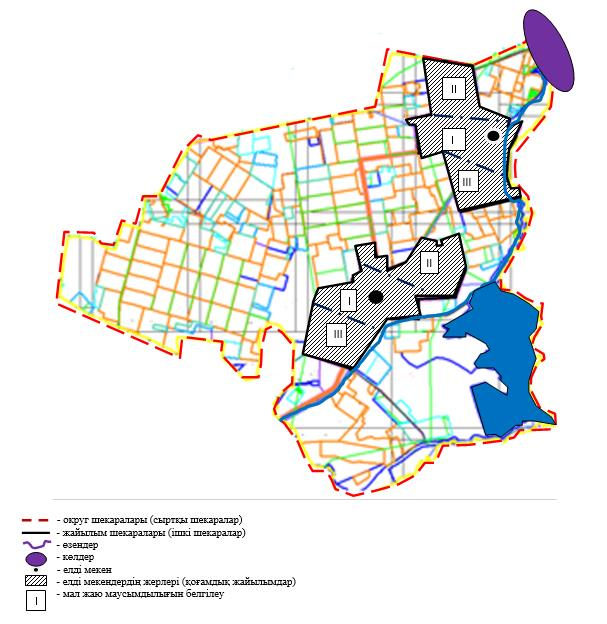 II
I
III
II
I
III
- округ шекаралары (сыртқы шекаралар)
- жайылым шекаралары (ішкі шекаралар)
- өзендер
- көлдер
- елді мекен
- елді мекендердің жерлері (қоғамдық жайылымдар)
I - мал жаю маусымдылығын белгілеу